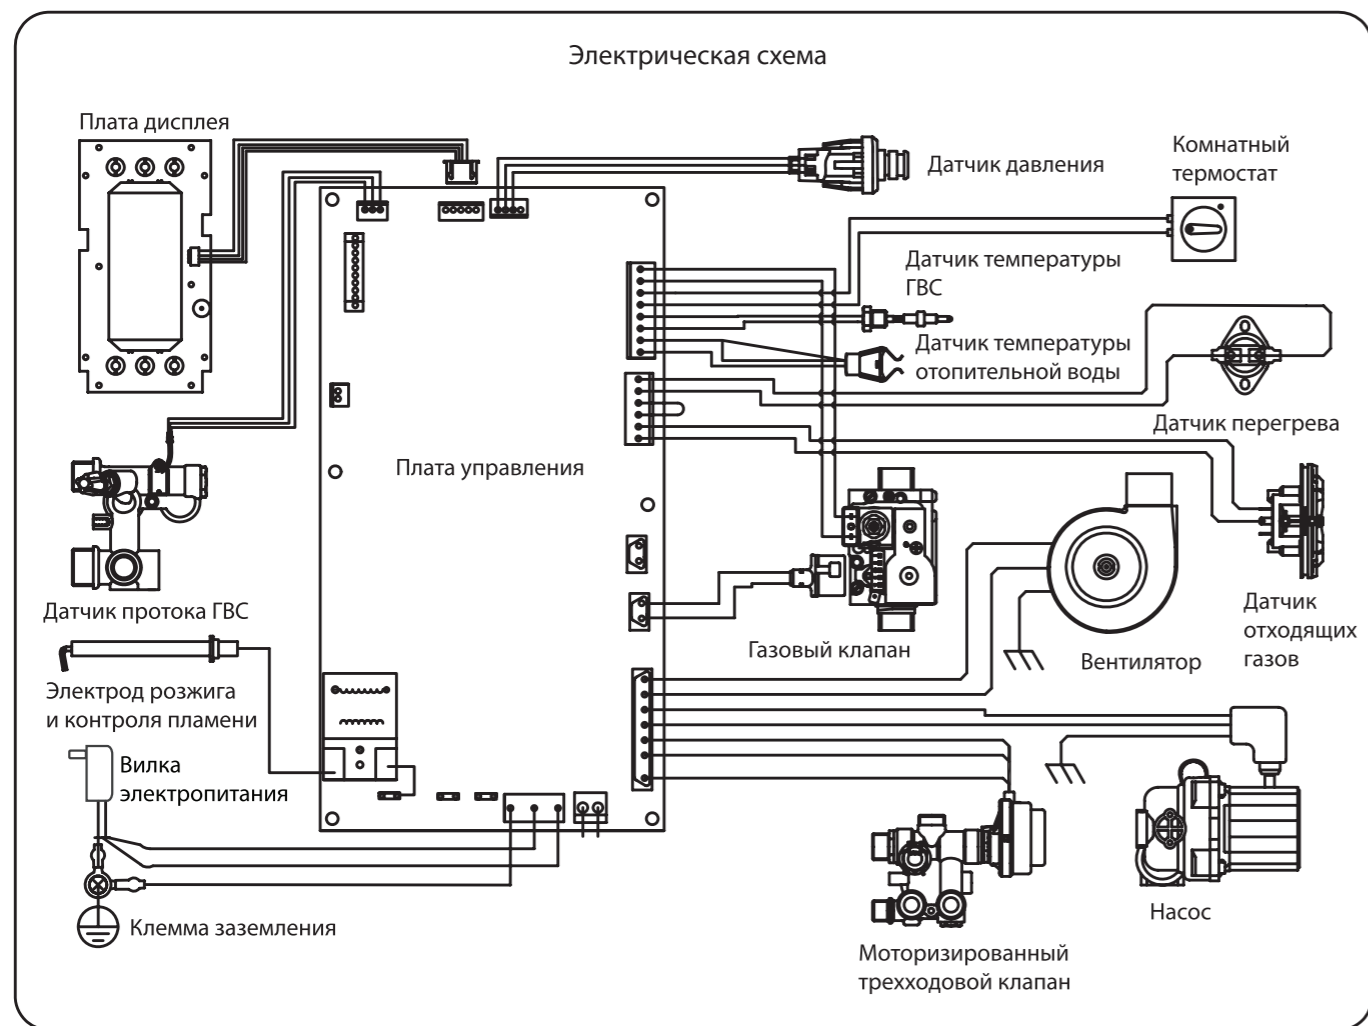 Электрическая схема
Плата дисплея
Датчик давления
Комнатный
термостат
Датчик температуры
ГВС
Датчик температуры
отопительной воды
Датчик перегрева
Плата управления
Датчик протока ГВС
Газовый клапан
Вентилятор
Датчик
отходящих
газов
Электрод розжига
и контроля пламени
Вилка
электропитания
Клемма заземления
Насос
Моторизированный
трехходовой клапан